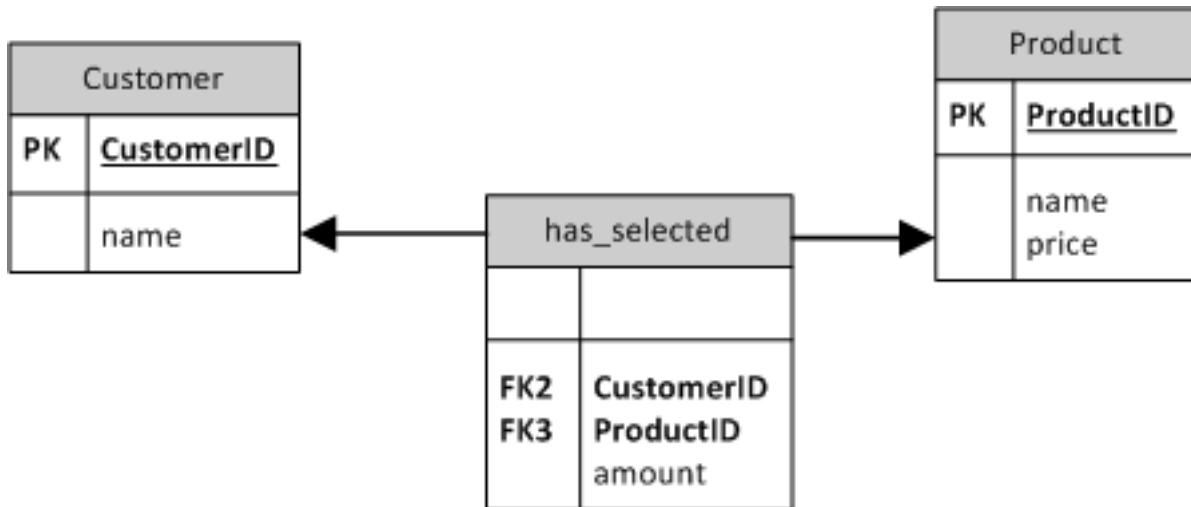 Customer
PK CustomerID
name
has_selected
FK2 CustomerID
FK3 ProductID
amount
Product
PK ProductID
name
price